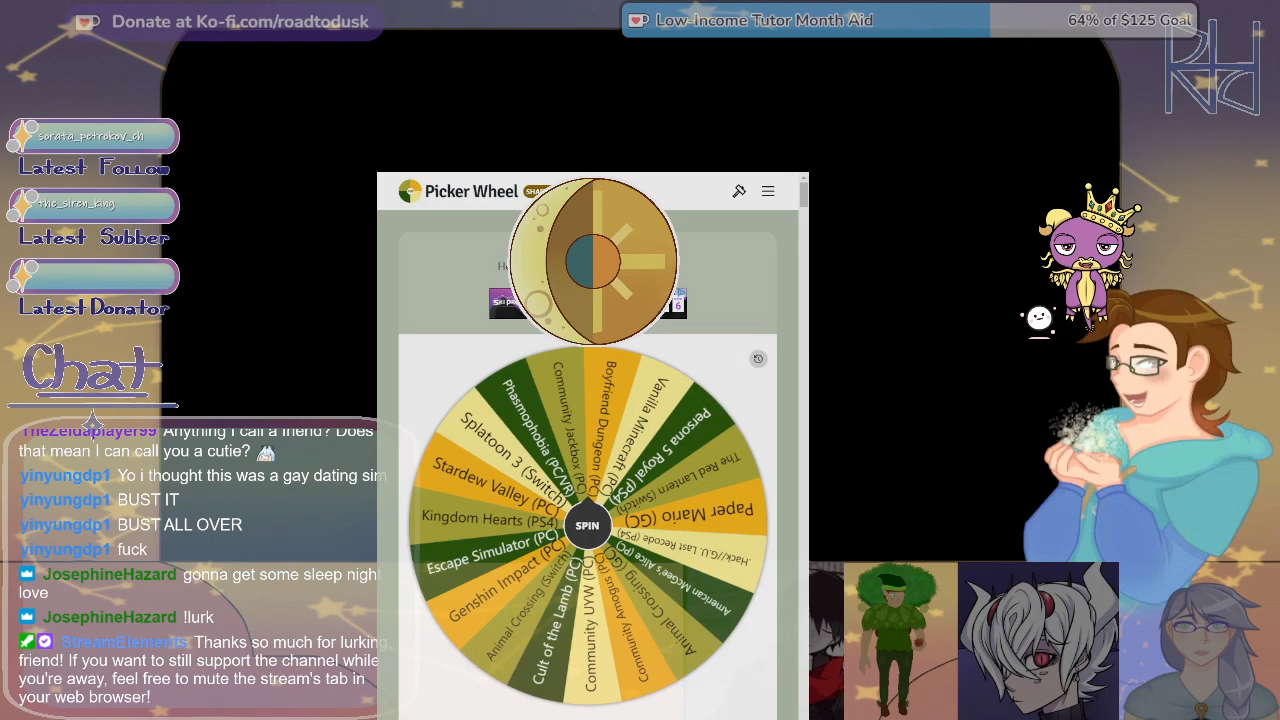 Donate at Ko-fi.com/roadtodusk
Low-Income Tutor Month Aid
64% of $125 Goal
sorata_petrokov_ch
Latest Follow
the_siren_king
Latest Subber
Latest Donator
Chat
TheZeldaplayer99 Anything I call a friend? Does
that mean I can call you a cutie?
yinyungdp1 Yo i thought this was a gay dating sim
yinyungdp1 BUST IT
yinyungdp1 BUST ALL OVER
yinyungdp1 fuck
JosephineHazard gonna get some sleep night
love
JosephineHazard !lurk
StreamElements Thanks so much for lurking,
friend! If you want to still support the channel while
you're away, feel free to mute the stream's tab in
your web browser!
Picker Wheel
6
Boyfriend Dungeon (PC)
Vanilla Minecraft (PC)
Persona 5 Royal (PS4)
The Red Lantern (Switch)
Paper Mario (GC)
.Hack//G.U. Last Recode (PS4)
American McGee's Alice (PC)
Animal Crossing (GC)
Community Amogus (PC)
Community UYW (PC)
Cult of the Lamb (PC)
Animal Crossing (Switch)
Genshin Impact (PC)
Escape Simulator (PC)
Kingdom Hearts (PS4)
Stardew Valley (PC)
Splatoon 3 (Switch)
Phasmophobia (PC/VR)
Community Jackbox (PC)
SPIN